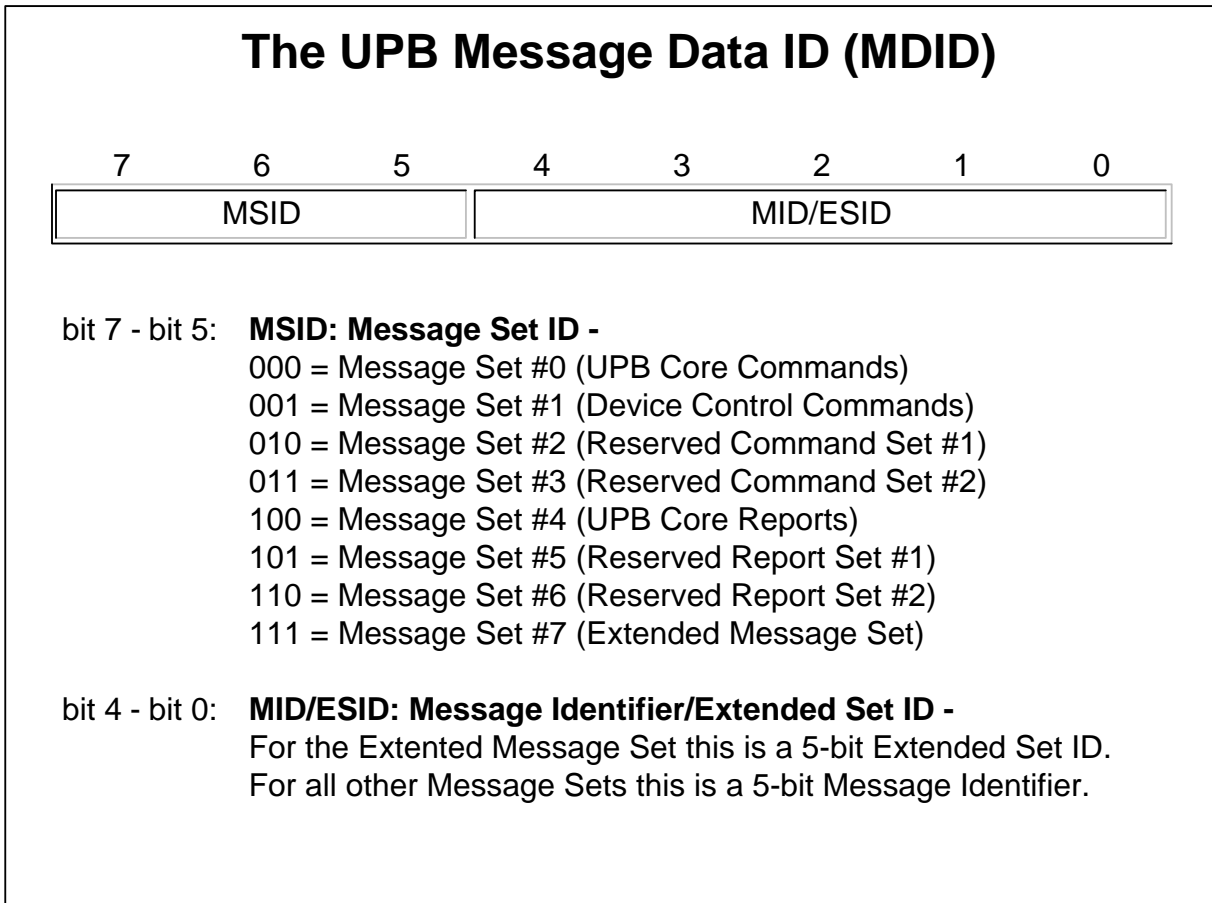 The UPB Message Data ID (MDID)
7 6 5 4 3 2 1 0
MSID MID/ESID
bit 7 - bit 5: MSID: Message Set ID -
000 = Message Set #0 (UPB Core Commands)
001 = Message Set #1 (Device Control Commands)
010 = Message Set #2 (Reserved Command Set #1)
011 = Message Set #3 (Reserved Command Set #2)
100 = Message Set #4 (UPB Core Reports)
101 = Message Set #5 (Reserved Report Set #1)
110 = Message Set #6 (Reserved Report Set #2)
111 = Message Set #7 (Extended Message Set)
bit 4 - bit 0: MID/ESID: Message Identifier/Extended Set ID -
For the Extented Message Set this is a 5-bit Extended Set ID.
For all other Message Sets this is a 5-bit Message Identifier.